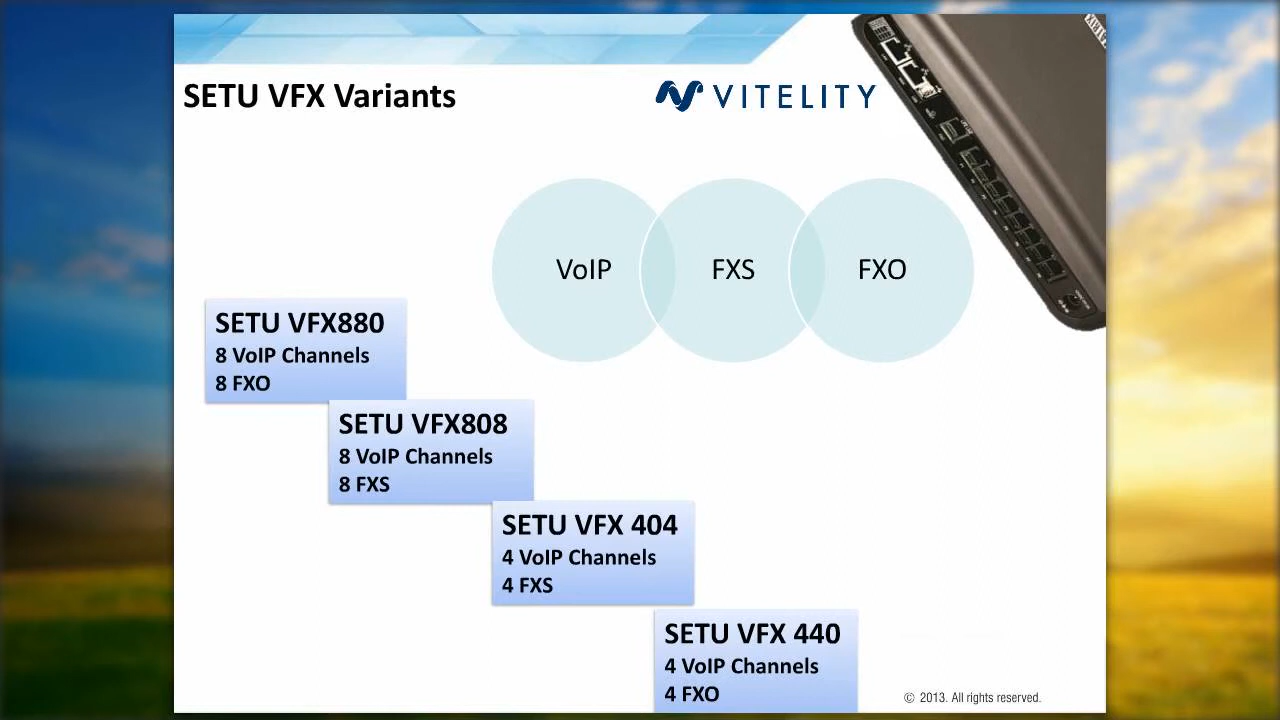 SETU VFX Variants
VITELITY
VoIP
FXS
FXO
SETU VFX880
8 VoIP Channels
8 FXO
SETU VFX808
8 VoIP Channels
8 FXS
SETU VFX 404
4 VoIP Channels
4 FXS
SETU VFX 440
4 VoIP Channels
4 FXO
© 2013. All rights reserved.